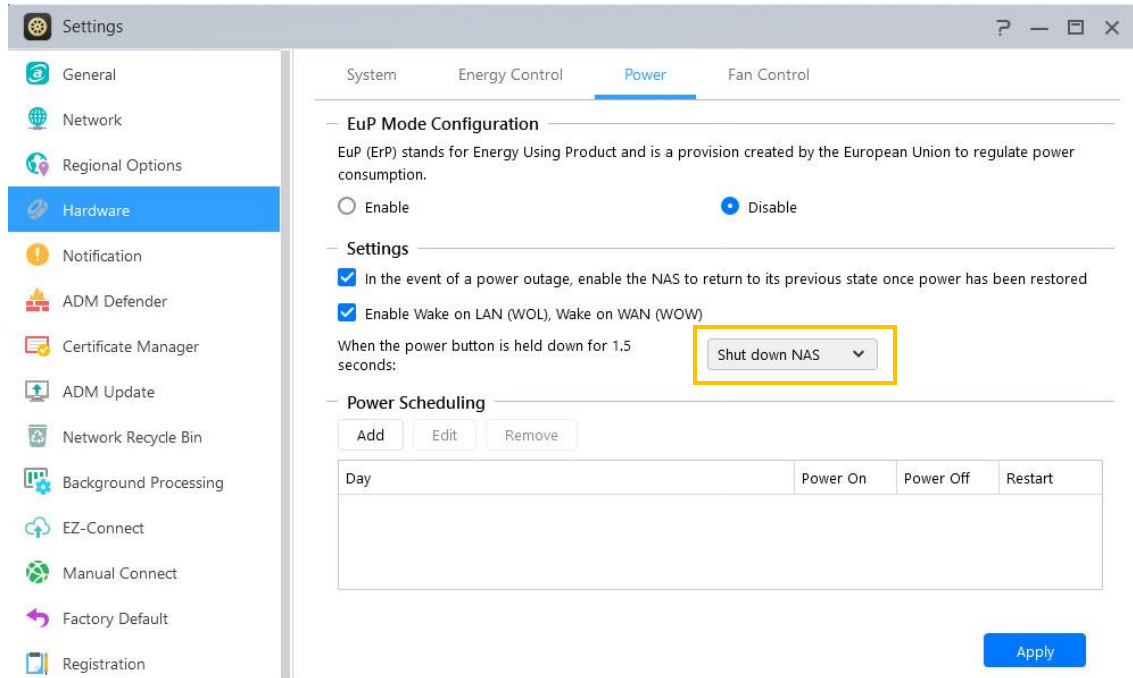 Settings
General
Network
Regional Options
Hardware
Notification
ADM Defender
Certificate Manager
ADM Update
Network Recycle Bin
Background Processing
EZ-Connect
Manual Connect
Factory Default
Registration
System Energy Control Power Fan Control
EuP Mode Configuration
EuP (ErP) stands for Energy Using Product and is a provision created by the European Union to regulate power
consumption.
Enable Disable
Settings
In the event of a power outage, enable the NAS to return to its previous state once power has been restored
Enable Wake on LAN (WOL), Wake on WAN (WOW)
When the power button is held down for 1.5
seconds:
Shut down NAS
Power Scheduling
Add Edit Remove
Day Power On Power Off Restart
Apply